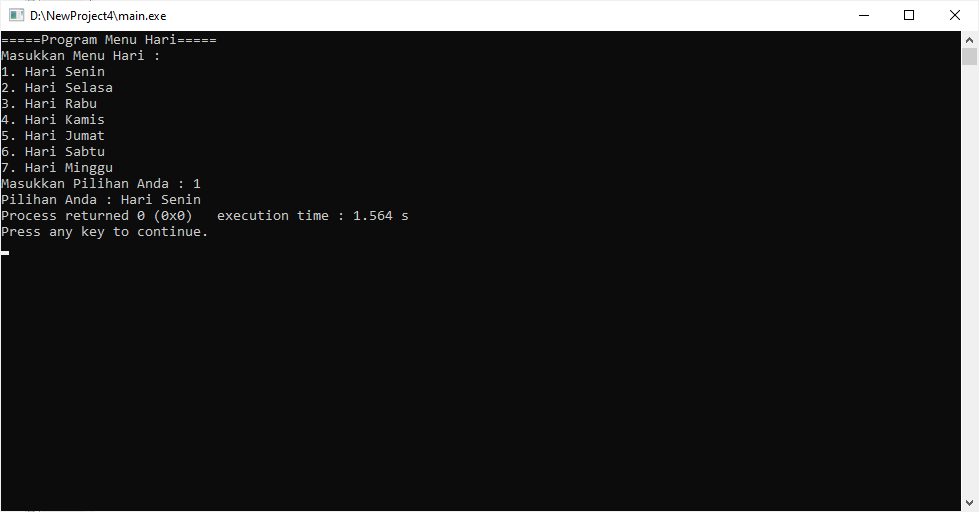 D:\NewProject4\main.exe
=====Program Menu Hari=====
Masukkan Menu Hari :
1. Hari Senin
2. Hari Selasa
3. Hari Rabu
4. Hari Kamis
5. Hari Jumat
6. Hari Sabtu
7. Hari Minggu
Masukkan Pilihan Anda : 1
Pilihan Anda : Hari Senin
Process returned 0 (0x0)   execution time : 1.564 s
Press any key to continue.